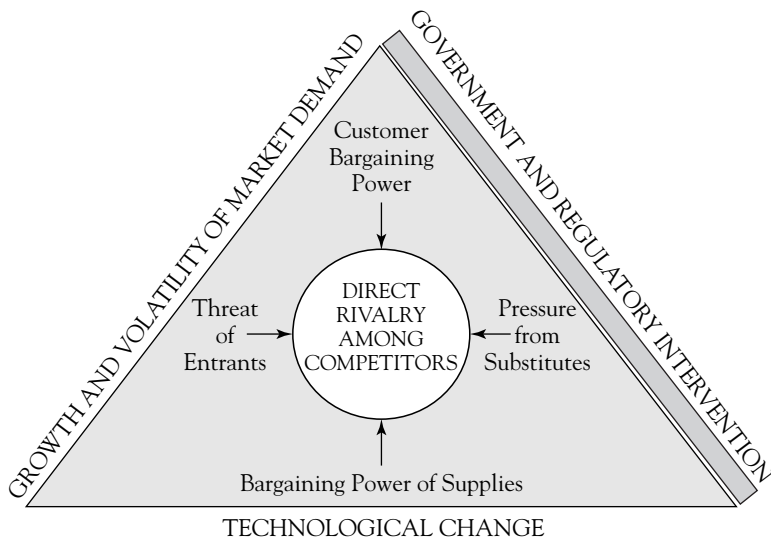 GROWTH AND VOLATILITY OF MARKET DEMAND
GOVERNMENT AND REGULATORY INTERVENTION
Customer
Bargaining
Power
Threat
of
Entrants
DIRECT
RIVALRY
AMONG
COMPETITORS
Pressure
from
Substitutes
Bargaining Power of Supplies
TECHNOLOGICAL CHANGE